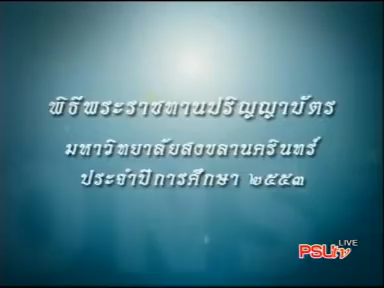 พิธีพระราชทานปริญญาบัตร
มหาวิทยาลัยสงขลานครินทร์
ประจำปีการศึกษา ๒๕๕๓
LIVE
PSUtv